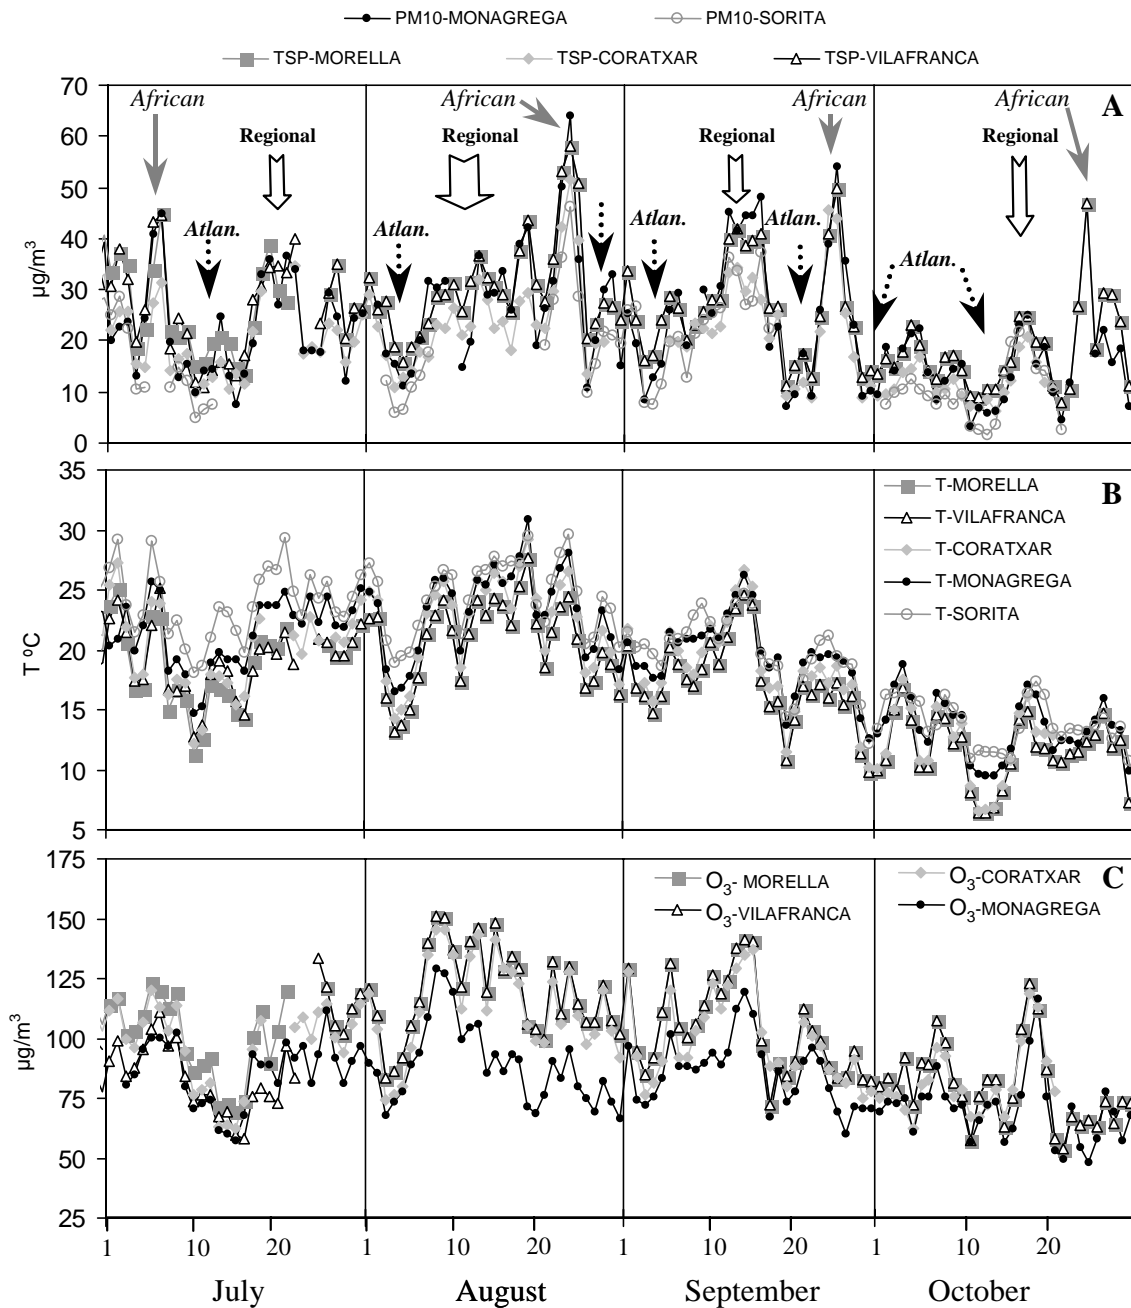 PM10-MONAGREGA PM10-SORITA
TSP-MORELLA TSP-CORATXAR TSP-VILAFRANCA
70
60
50
40
30
20
10
0
µg/m³
African African African African A
Regional Regional Regional Regional
Atlan. Atlan. Atlan. Atlan. Atlan.
35
30
25
20
15
10
5
T ºC
B
T-MORELLA
T-VILAFRANCA
T-CORATXAR
T-MONAGREGA
T-SORITA
175
150
125
100
75
50
25
µg/m³
C
O₃- MORELLA O₃-CORATXAR
O₃-VILAFRANCA O₃-MONAGREGA
1 10 20 1 10 20 1 10 20 1 10 20
July August September October